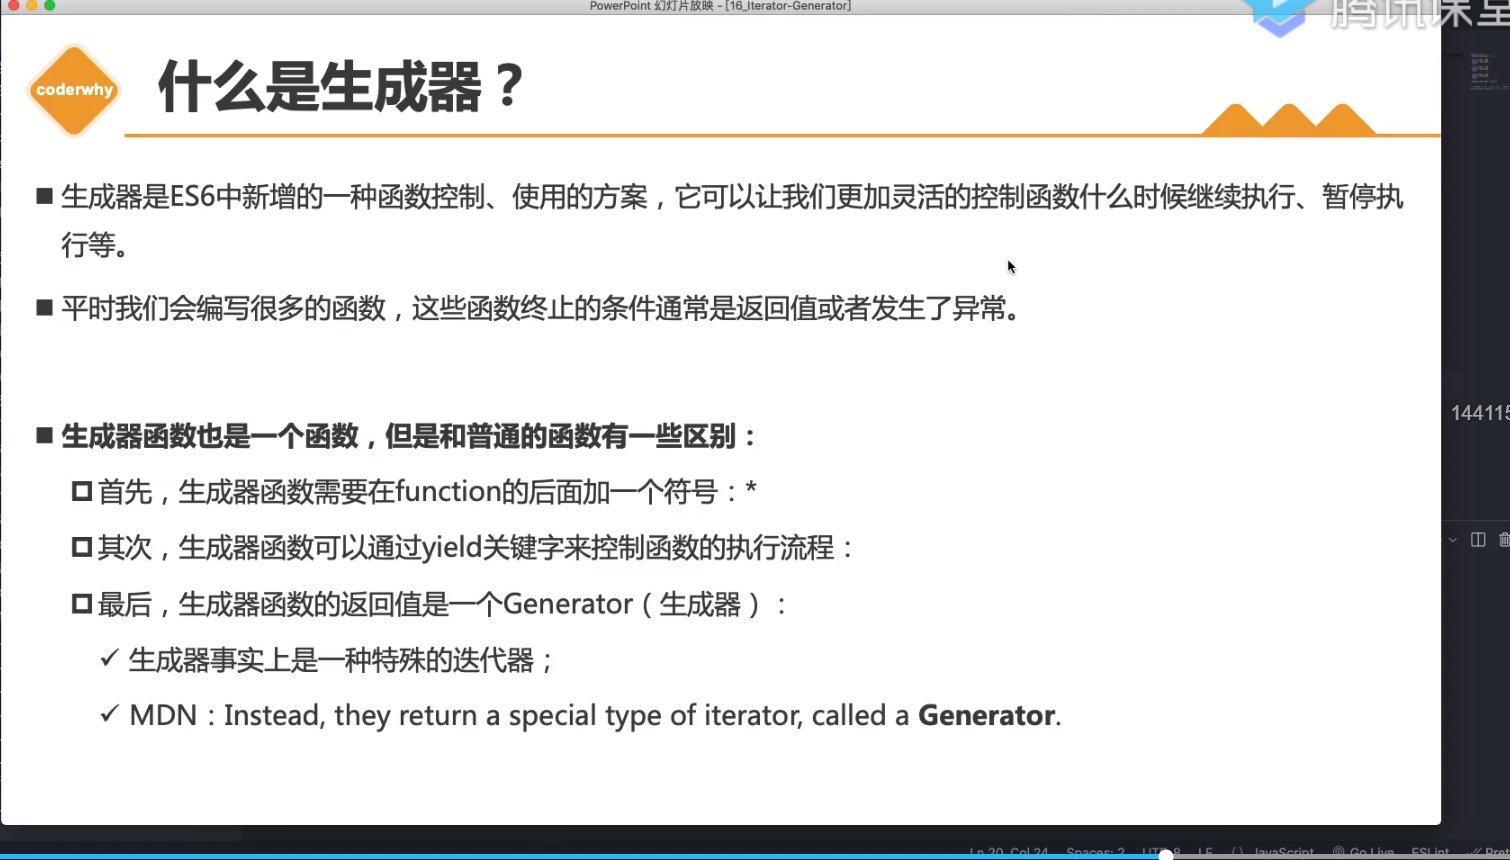 PowerPoint 幻灯片放映 - [16_Iterator-Generator]
腾讯课堂
coderwhy
什么是生成器？
生成器是ES6中新增的一种函数控制、使用的方案，它可以让我们更加灵活的控制函数什么时候继续执行、暂停执
行等。
平时我们会编写很多的函数，这些函数终止的条件通常是返回值或者发生了异常。
生成器函数也是一个函数，但是和普通的函数有一些区别：
首先，生成器函数需要在function的后面加一个符号：*
其次，生成器函数可以通过yield关键字来控制函数的执行流程：
最后，生成器函数的返回值是一个Generator（生成器）：
✓ 生成器事实上是一种特殊的迭代器；
✓ MDN：Instead, they return a special type of iterator, called a Generator.
144115
Ln 20, Col 24 Spaces: 2 UTF-8 LF {} JavaScript Go Live ESLint